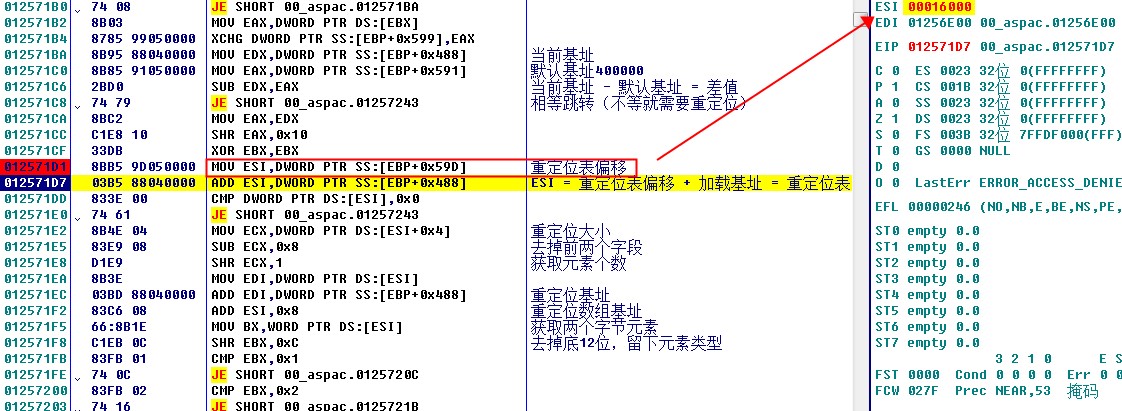 012571B0 74 08 JE SHORT 00_aspac.012571BA
012571B2 8B03 MOV EAX,DWORD PTR DS:[EBX]
012571B4 8785 99050000 XCHG DWORD PTR SS:[EBP+0x599],EAX
012571BA 8B95 88040000 MOV EDX,DWORD PTR SS:[EBP+0x488] 当前基址
012571C0 8B85 91050000 MOV EAX,DWORD PTR SS:[EBP+0x591] 默认基址400000
012571C6 2BD0 SUB EDX,EAX 当前基址 - 默认基址 = 差值
012571C8 74 79 JE SHORT 00_aspac.01257243 相等跳转（不等就需要重定位）
012571CA 8BC2 MOV EAX,EDX
012571CC C1E8 10 SHR EAX,0x10
012571CF 33DB XOR EBX,EBX
012571D1 8BB5 9D050000 MOV ESI,DWORD PTR SS:[EBP+0x59D] 重定位表偏移
012571D7 03B5 88040000 ADD ESI,DWORD PTR SS:[EBP+0x488] ESI = 重定位表偏移 + 加载基址 = 重定位表
012571DD 833E 00 CMP DWORD PTR DS:[ESI],0x0
012571E0 74 61 JE SHORT 00_aspac.01257243
012571E2 8B4E 04 MOV ECX,DWORD PTR DS:[ESI+0x4] 重定位大小
012571E5 83E9 08 SUB ECX,0x8 去掉前两个字段
012571E8 D1E9 SHR ECX,1 获取元素个数
012571EA 8B3E MOV EDI,DWORD PTR DS:[ESI]
012571EC 03BD 88040000 ADD EDI,DWORD PTR SS:[EBP+0x488] 重定位基址
012571F2 83C6 08 ADD ESI,0x8 重定位数组基址
012571F5 66:8B1E MOV BX,WORD PTR DS:[ESI] 获取两个字节元素
012571F8 C1EB 0C SHR EBX,0xC 去掉底12位，留下元素类型
012571FB 83FB 01 CMP EBX,0x1
012571FE 74 0C JE SHORT 00_aspac.0125720C
01257200 83FB 02 CMP EBX,0x2
01257203 74 16 JE SHORT 00_aspac.0125721B
ESI 00016000
EDI 01256E00 00_aspac.01256E00
EIP 012571D7 00_aspac.012571D7
C 0 ES 0023 32位 0(FFFFFFFF)
P 1 CS 001B 32位 0(FFFFFFFF)
A 0 SS 0023 32位 0(FFFFFFFF)
Z 1 DS 0023 32位 0(FFFFFFFF)
S 0 FS 003B 32位 7FFDF000(FFF)
T 0 GS 0000 NULL
D 0
O 0 LastErr ERROR_ACCESS_DENIE
EFL 00000246 (NO,NB,E,BE,NS,PE,
ST0 empty 0.0
ST1 empty 0.0
ST2 empty 0.0
ST3 empty 0.0
ST4 empty 0.0
ST5 empty 0.0
ST6 empty 0.0
ST7 empty 0.0
3 2 1 0 E S
FST 0000 Cond 0 0 0 0 Err 0 0
FCW 027F Prec NEAR,53 掩码